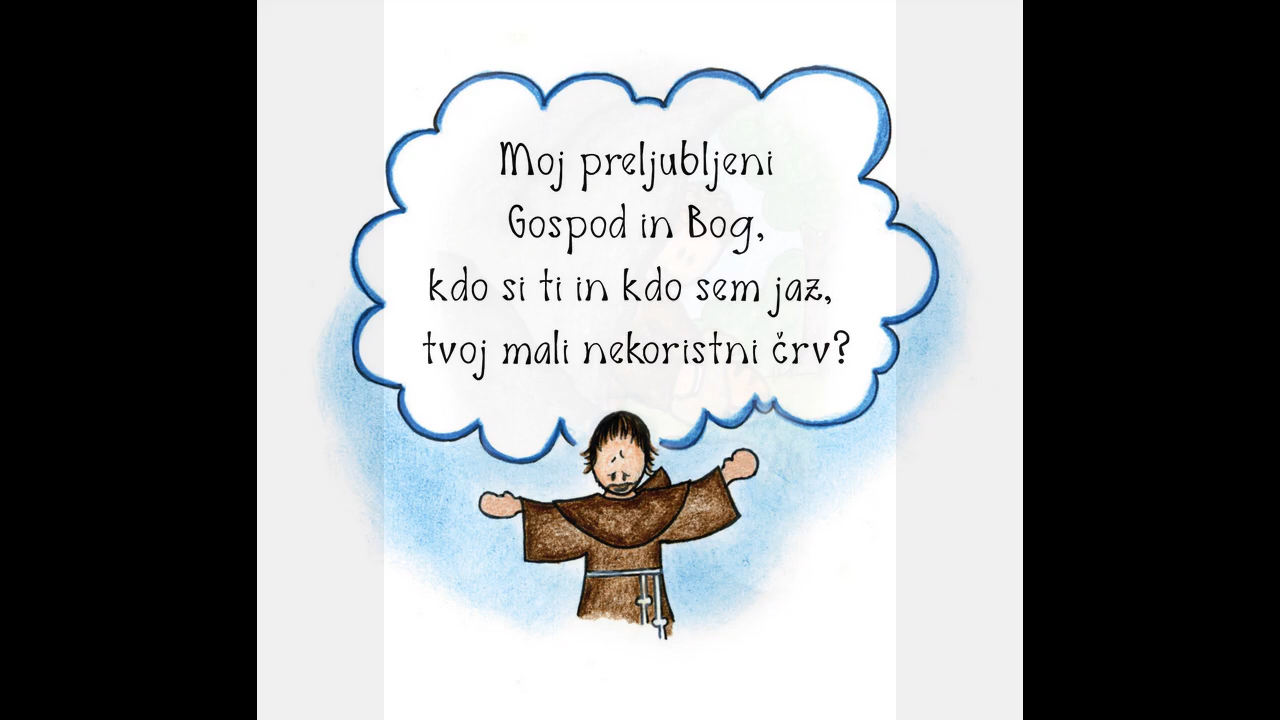 Moj preljubljeni
Gospod in Bog,
kdo si ti in kdo sem jaz,
tvoj mali nekoristni črv?